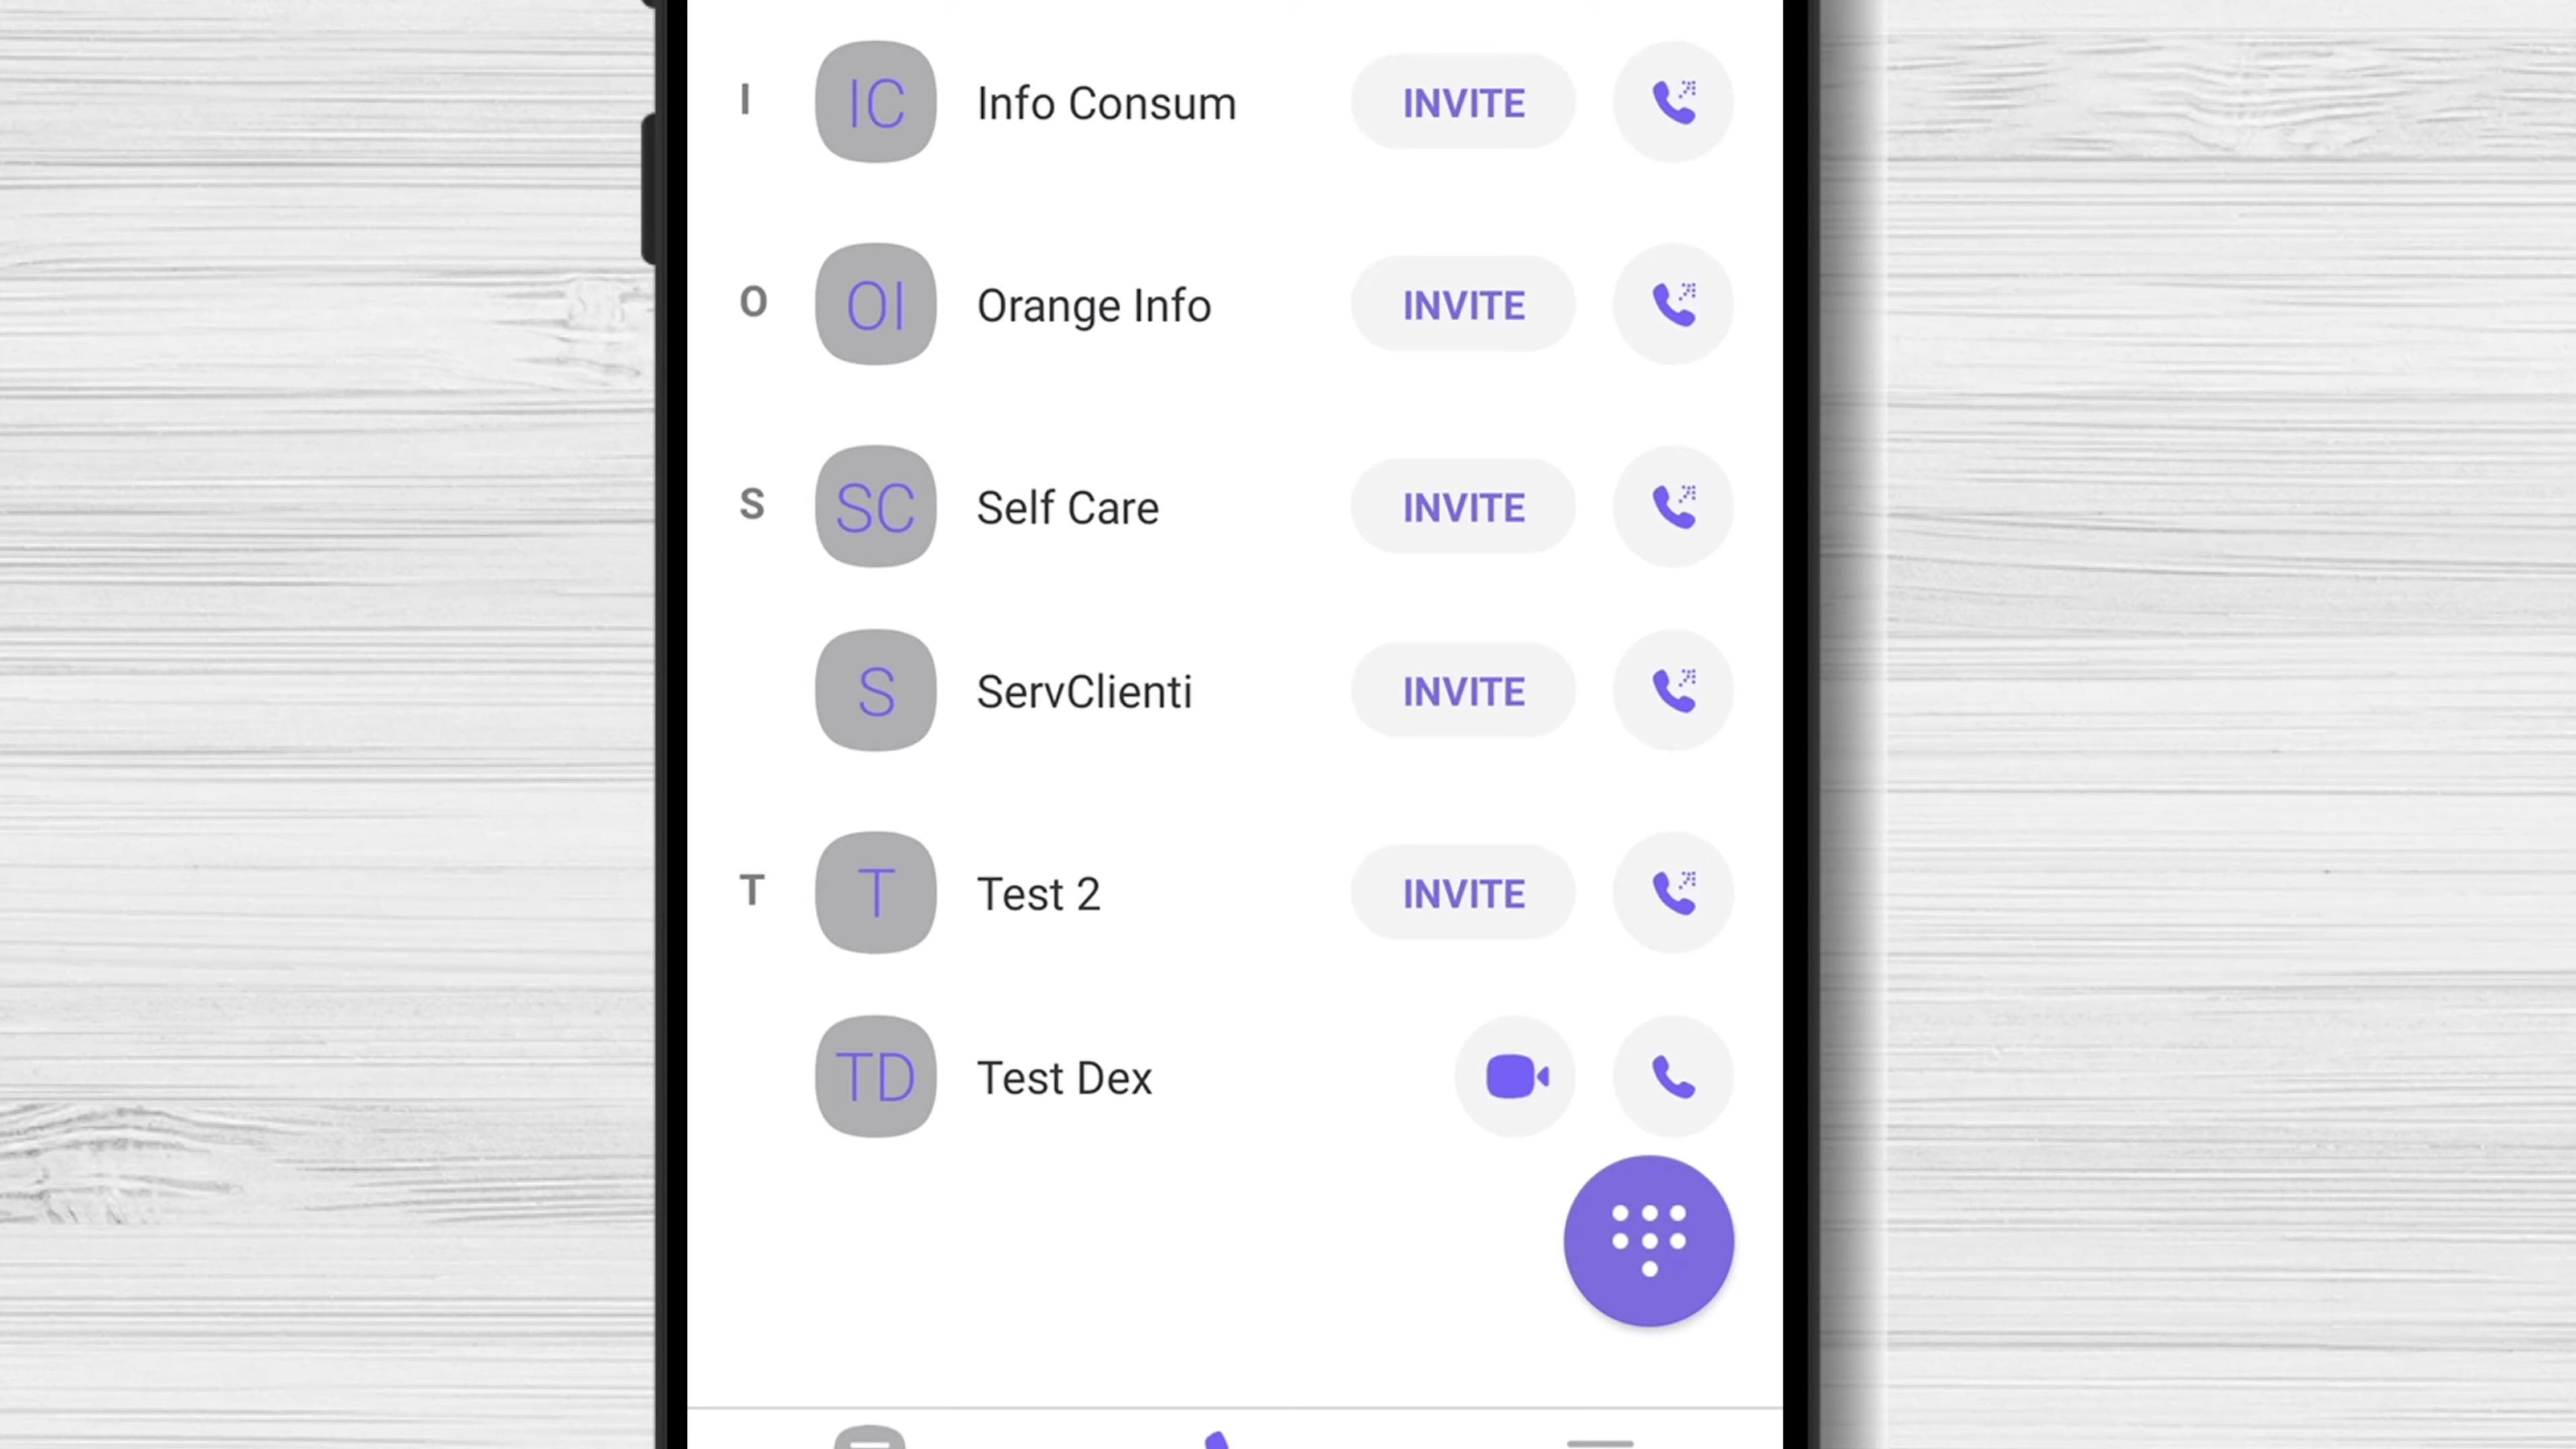 I
IC Info Consum INVITE
O
OI Orange Info INVITE
S
SC Self Care INVITE
S ServClienti INVITE
T
T Test 2 INVITE
TD Test Dex